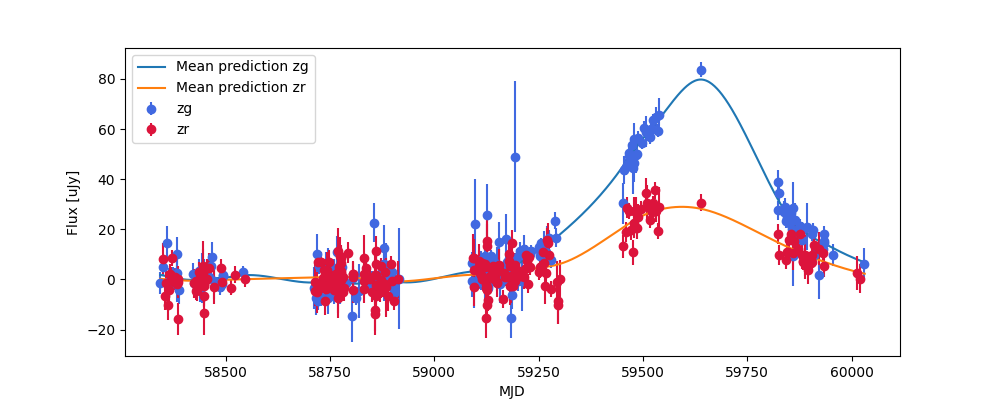 Mean prediction zg
Mean prediction zr
zg
zr
80
60
40
20
0
−20
Flux [uJy]
58500 58750 59000 59250 59500 59750 60000
MJD